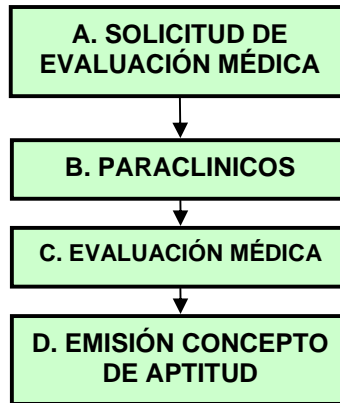 A. SOLICITUD DE
EVALUACIÓN MÉDICA
B. PARACLINICOS
C. EVALUACIÓN MÉDICA
D. EMISIÓN CONCEPTO
DE APTITUD